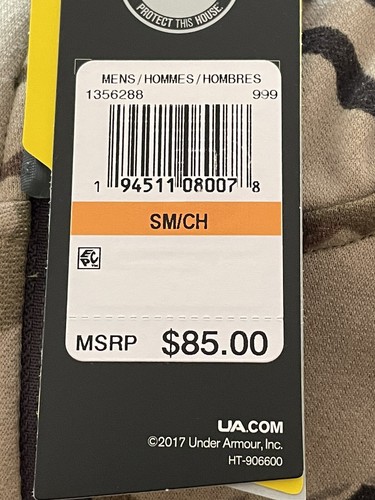 PROTECT THIS HOUSE
MENS/HOMMES/HOMBRES
1356288 999
1 94511 08007 8
SM/CH
EPC
MSRP $85.00
UA.COM
©2017 Under Armour, Inc.
HT-906600